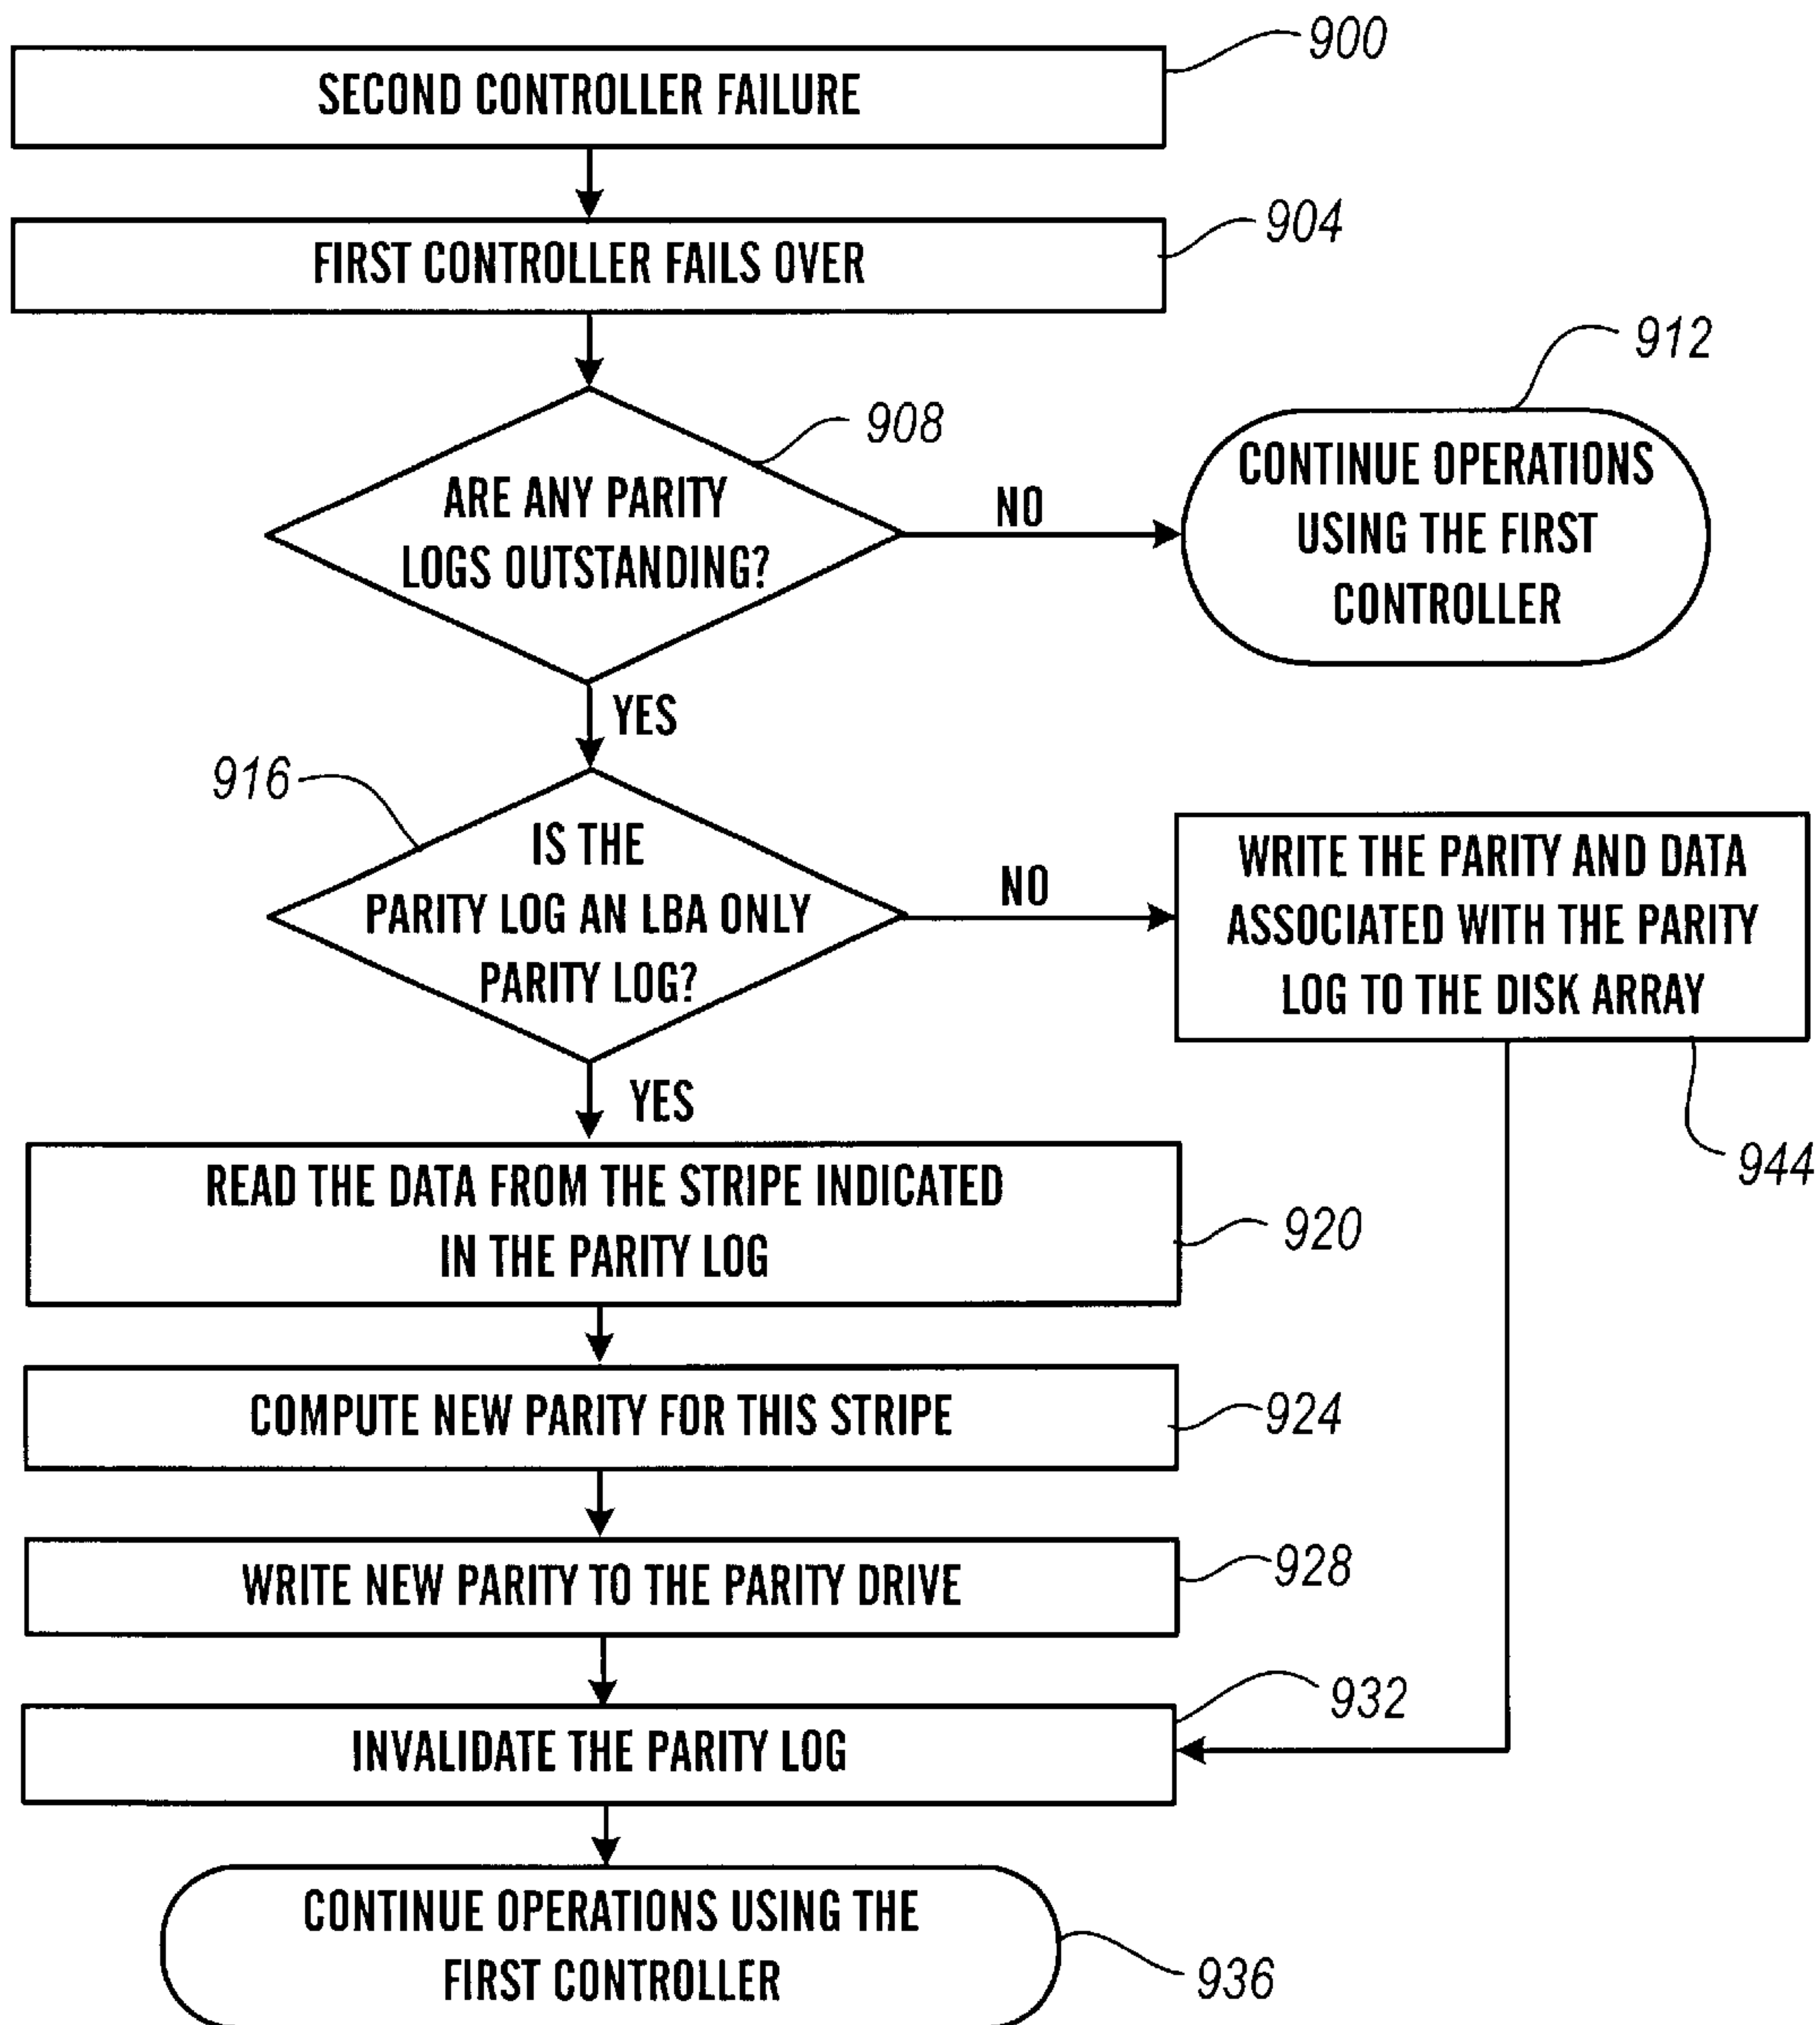 900
SECOND CONTROLLER FAILURE
904
FIRST CONTROLLER FAILS OVER
912
908
ARE ANY PARITY
LOGS OUTSTANDING?
NO
CONTINUE OPERATIONS
USING THE FIRST
CONTROLLER
YES
916
IS THE
PARITY LOG AN LBA ONLY
PARITY LOG?
NO
WRITE THE PARITY AND DATA
ASSOCIATED WITH THE PARITY
LOG TO THE DISK ARRAY
YES
944
READ THE DATA FROM THE STRIPE INDICATED
IN THE PARITY LOG
920
COMPUTE NEW PARITY FOR THIS STRIPE
924
WRITE NEW PARITY TO THE PARITY DRIVE
928
932
INVALIDATE THE PARITY LOG
CONTINUE OPERATIONS USING THE
FIRST CONTROLLER
936